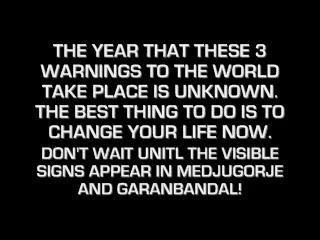 THE YEAR THAT THESE 3
WARNINGS TO THE WORLD
TAKE PLACE IS UNKNOWN.
THE BEST THING TO DO IS TO
CHANGE YOUR LIFE NOW.
DON'T WAIT UNITL THE VISIBLE
SIGNS APPEAR IN MEDJUGORJE
AND GARANBANDAL!